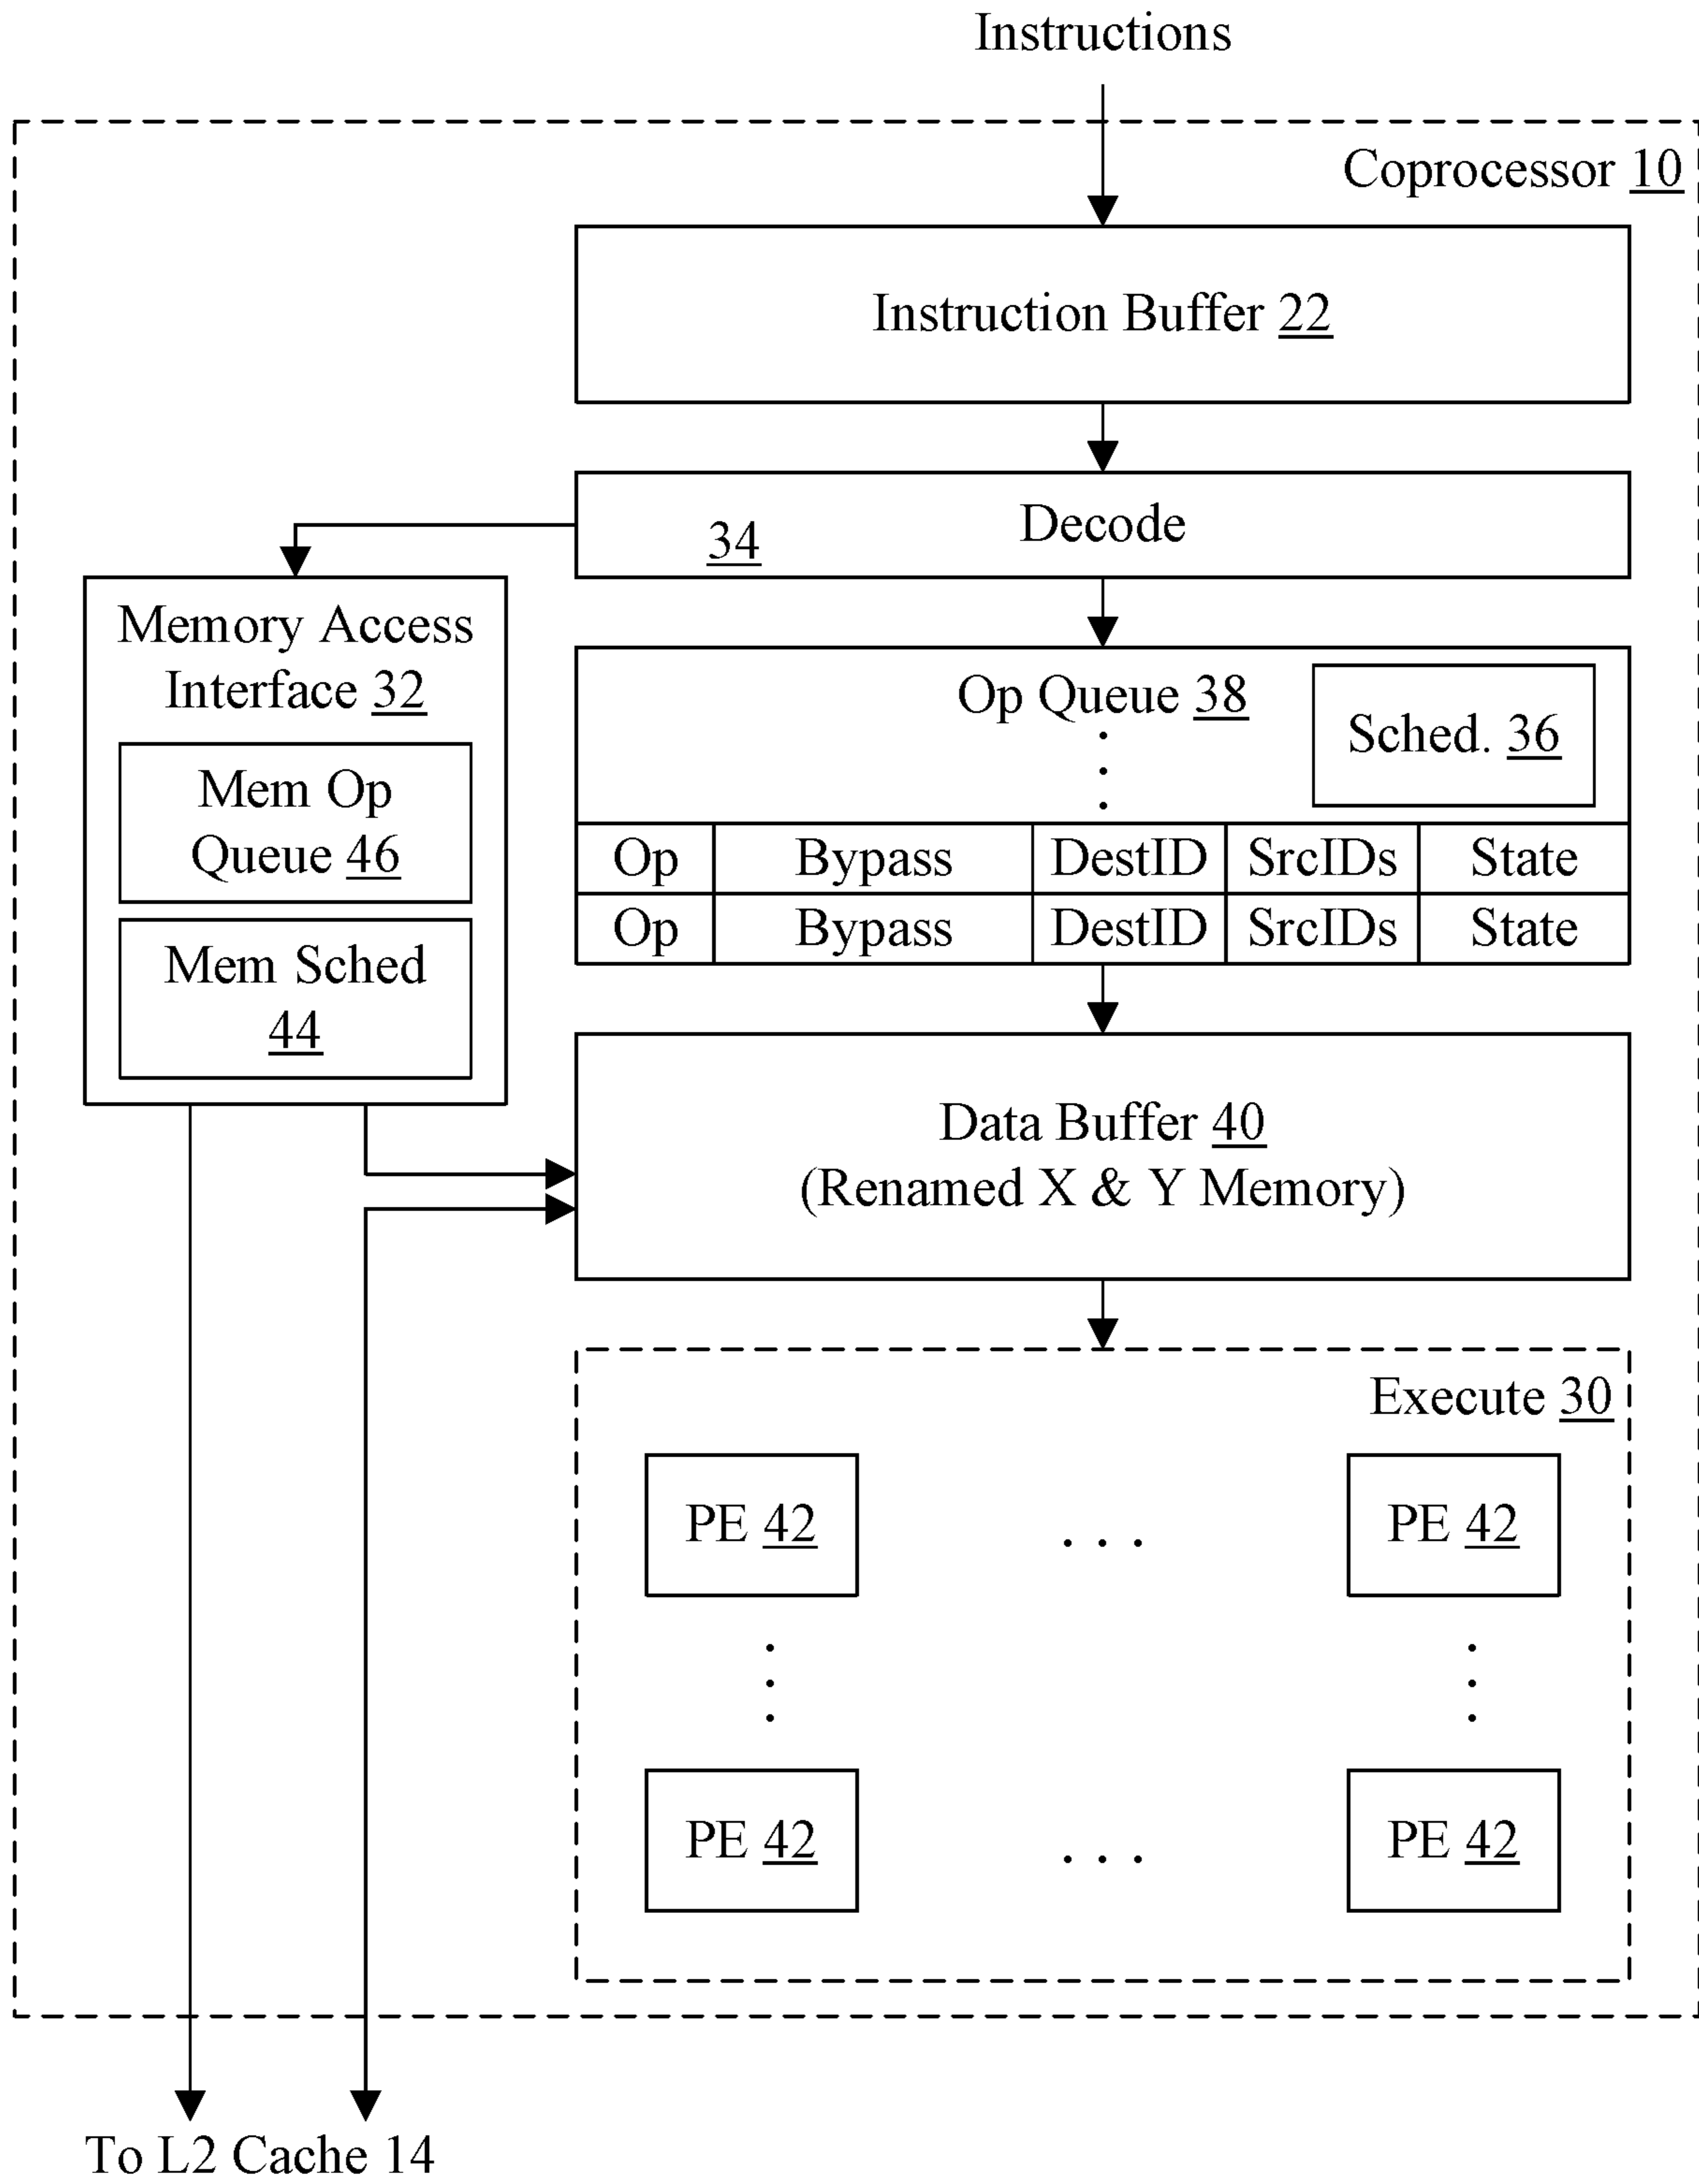 Instructions
Coprocessor 10
Instruction Buffer 22
Decode
34
Memory Access
Interface 32
Mem Op
Queue 46
Mem Sched
44
Op Queue 38
Sched. 36
Op Bypass DestID SrcIDs State
Op Bypass DestID SrcIDs State
Data Buffer 40
(Renamed X & Y Memory)
Execute 30
PE 42 . . . PE 42
PE 42 . . . PE 42
To L2 Cache 14